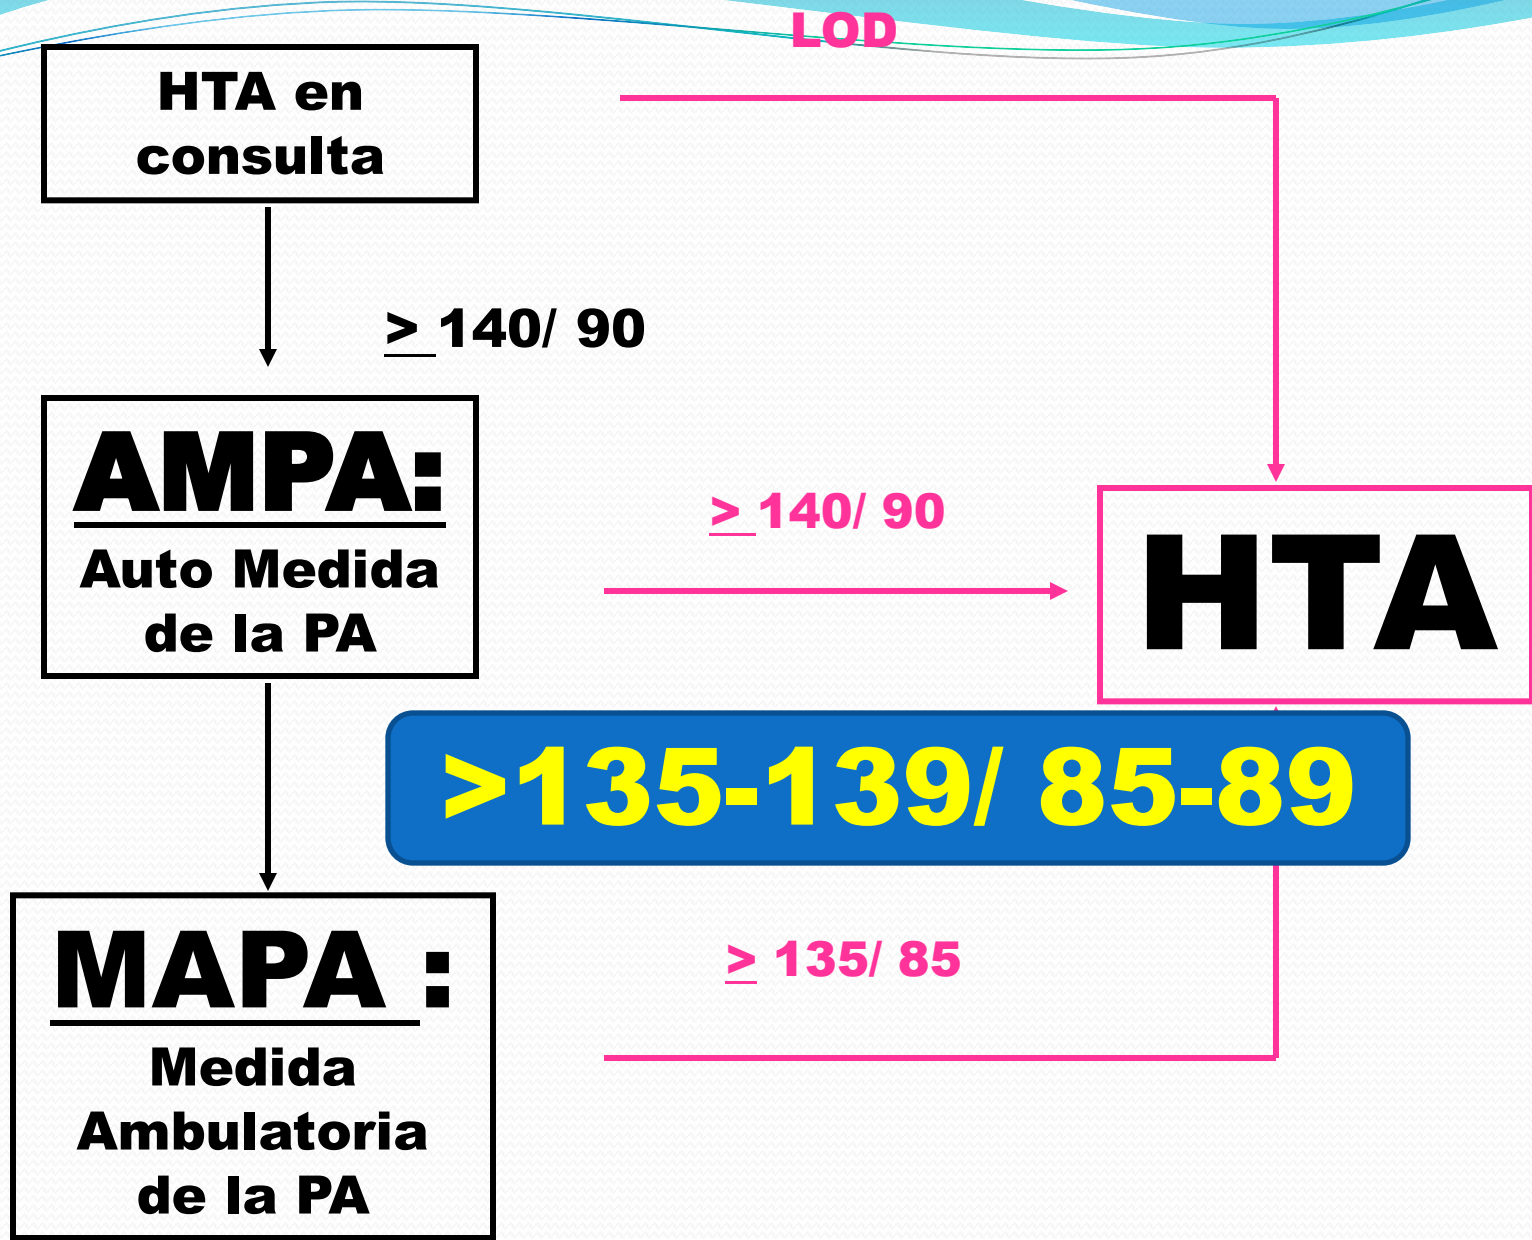 LOD
HTA en
consulta
> 140/ 90
AMPA:
Auto Medida
de la PA
> 140/ 90
HTA
>135-139/ 85-89
MAPA :
Medida
Ambulatoria
de la PA
> 135/ 85